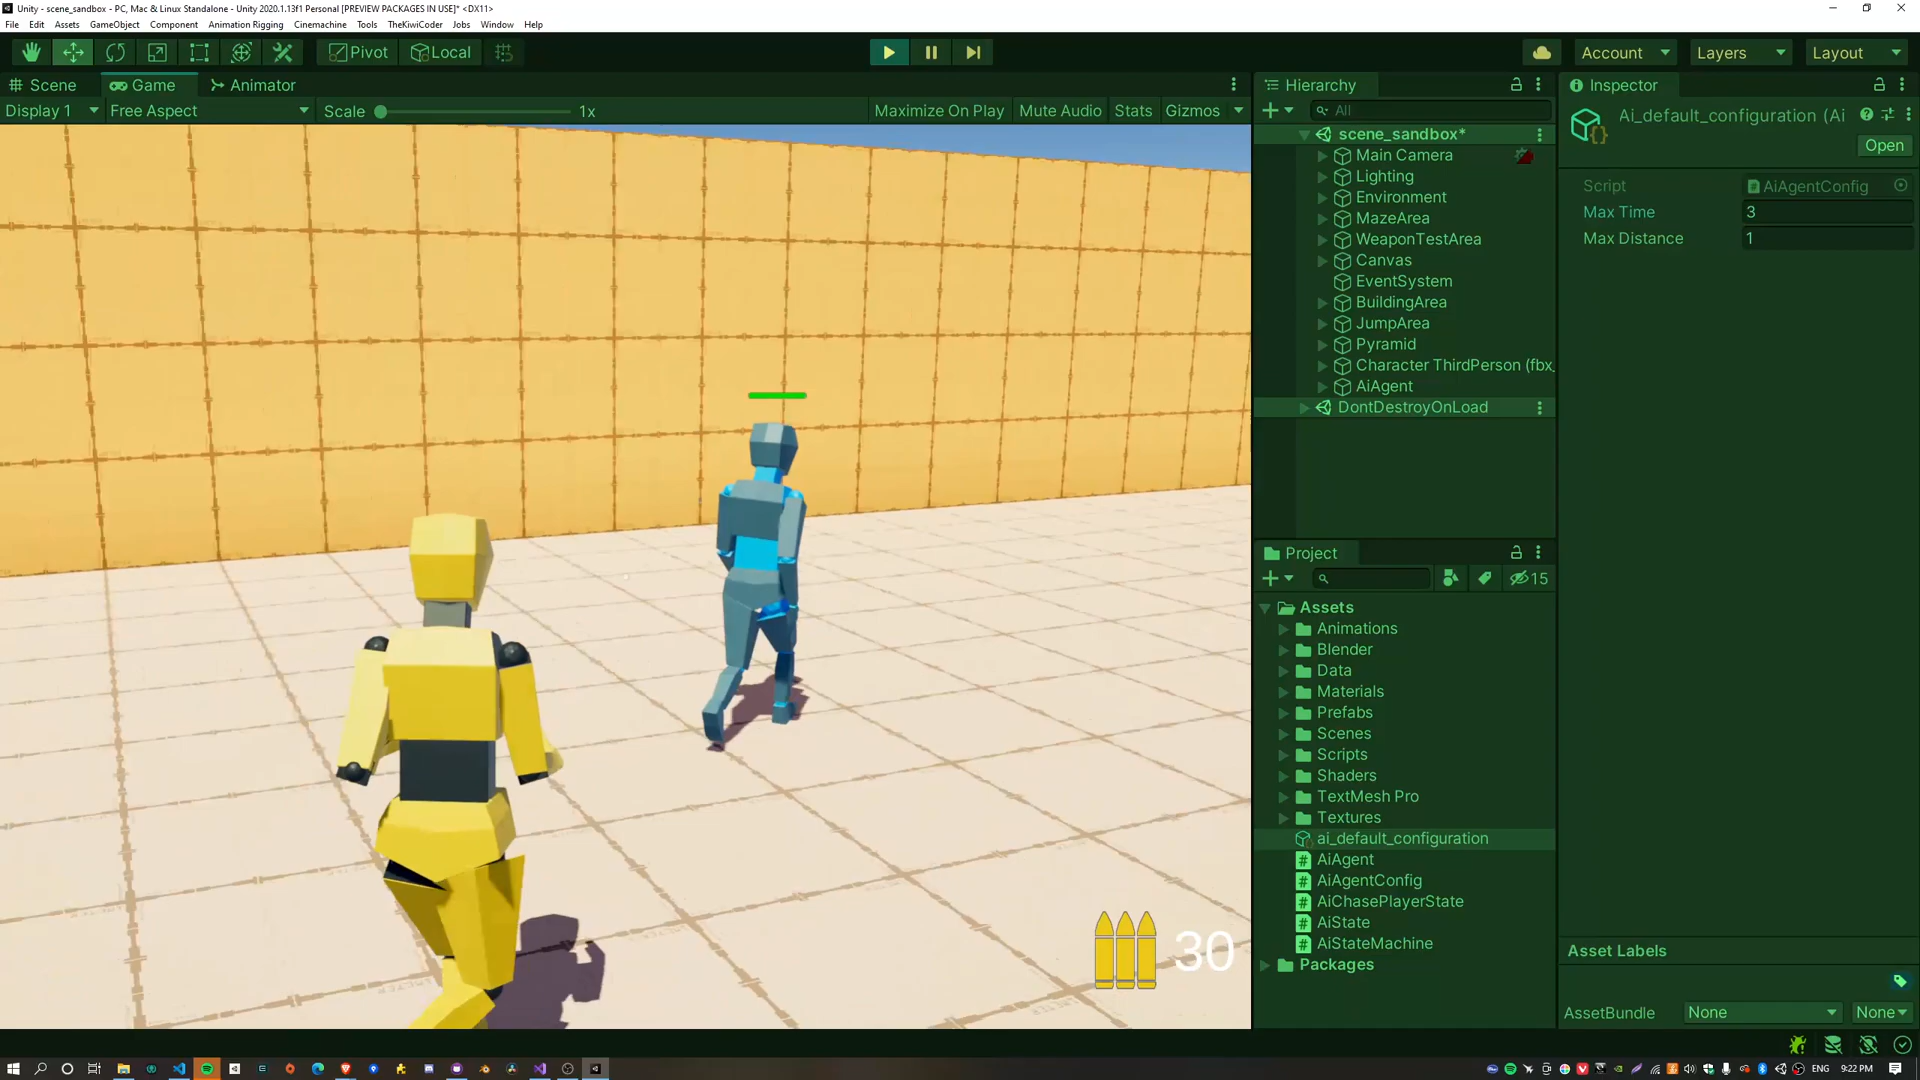 Unity - scene_sandbox - PC, Mac & Linux Standalone - Unity 2020.1.13f1 Personal [PREVIEW PACKAGES IN USE]* <DX11>
File Edit Assets GameObject Component Animation Rigging Cinemachine Tools TheKiwiCoder Jobs Window Help
Pivot Local Account Layers Layout
Scene Game Animator
Display 1 Free Aspect Scale 1x Maximize On Play Mute Audio Stats Gizmos
30
Hierarchy
All
scene_sandbox*
Main Camera
Lighting
Environment
MazeArea
WeaponTestArea
Canvas
EventSystem
BuildingArea
JumpArea
Pyramid
Character ThirdPerson (fbx_
AiAgent
DontDestroyOnLoad
Project
15
Assets
Animations
Blender
Data
Materials
Prefabs
Scenes
Scripts
Shaders
TextMesh Pro
Textures
ai_default_configuration
AiAgent
AiAgentConfig
AiChasePlayerState
AiState
AiStateMachine
Packages
Inspector
Ai_default_configuration (Ai
Open
Script AiAgentConfig
Max Time 3
Max Distance 1
Asset Labels
AssetBundle None None
ENG 9:22 PM